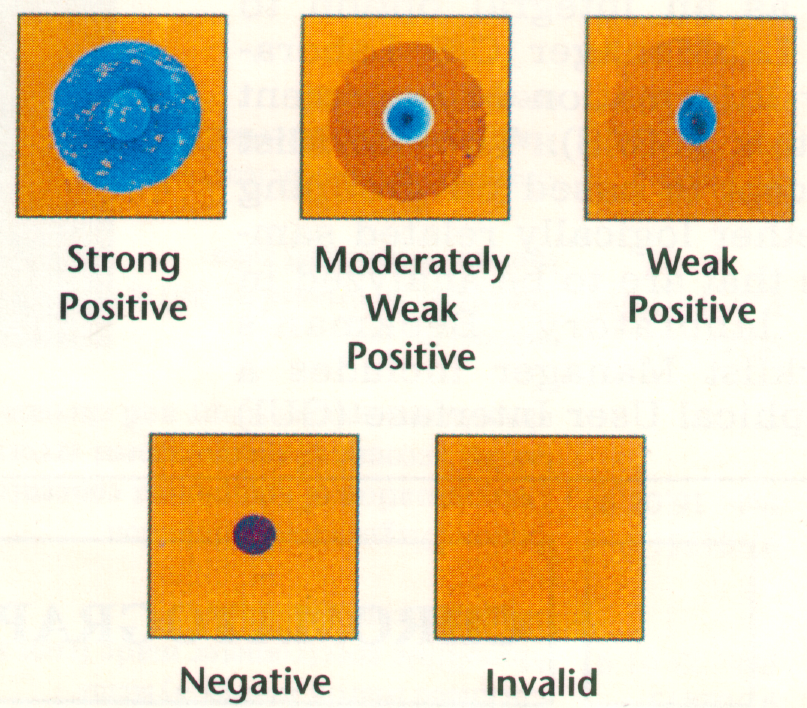 Strong
Positive
Moderately
Weak
Positive
Weak
Positive
Negative
Invalid